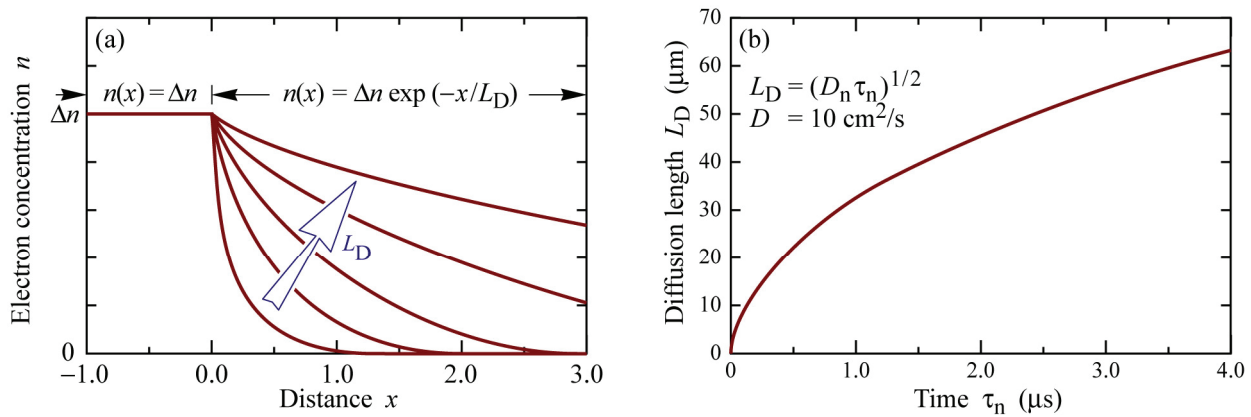 (a)
n(x) = Δn
n(x) = Δn exp (−x/L_D)
Δn
0
Electron concentration n
L_D
−1.0 0.0 1.0 2.0 3.0
Distance x
(b)
L_D = (D_n τ_n)^{1/2}
D = 10 cm²/s
70
60
50
40
30
20
10
0
Diffusion length L_D (μm)
0 1.0 2.0 3.0 4.0
Time τ_n (μs)